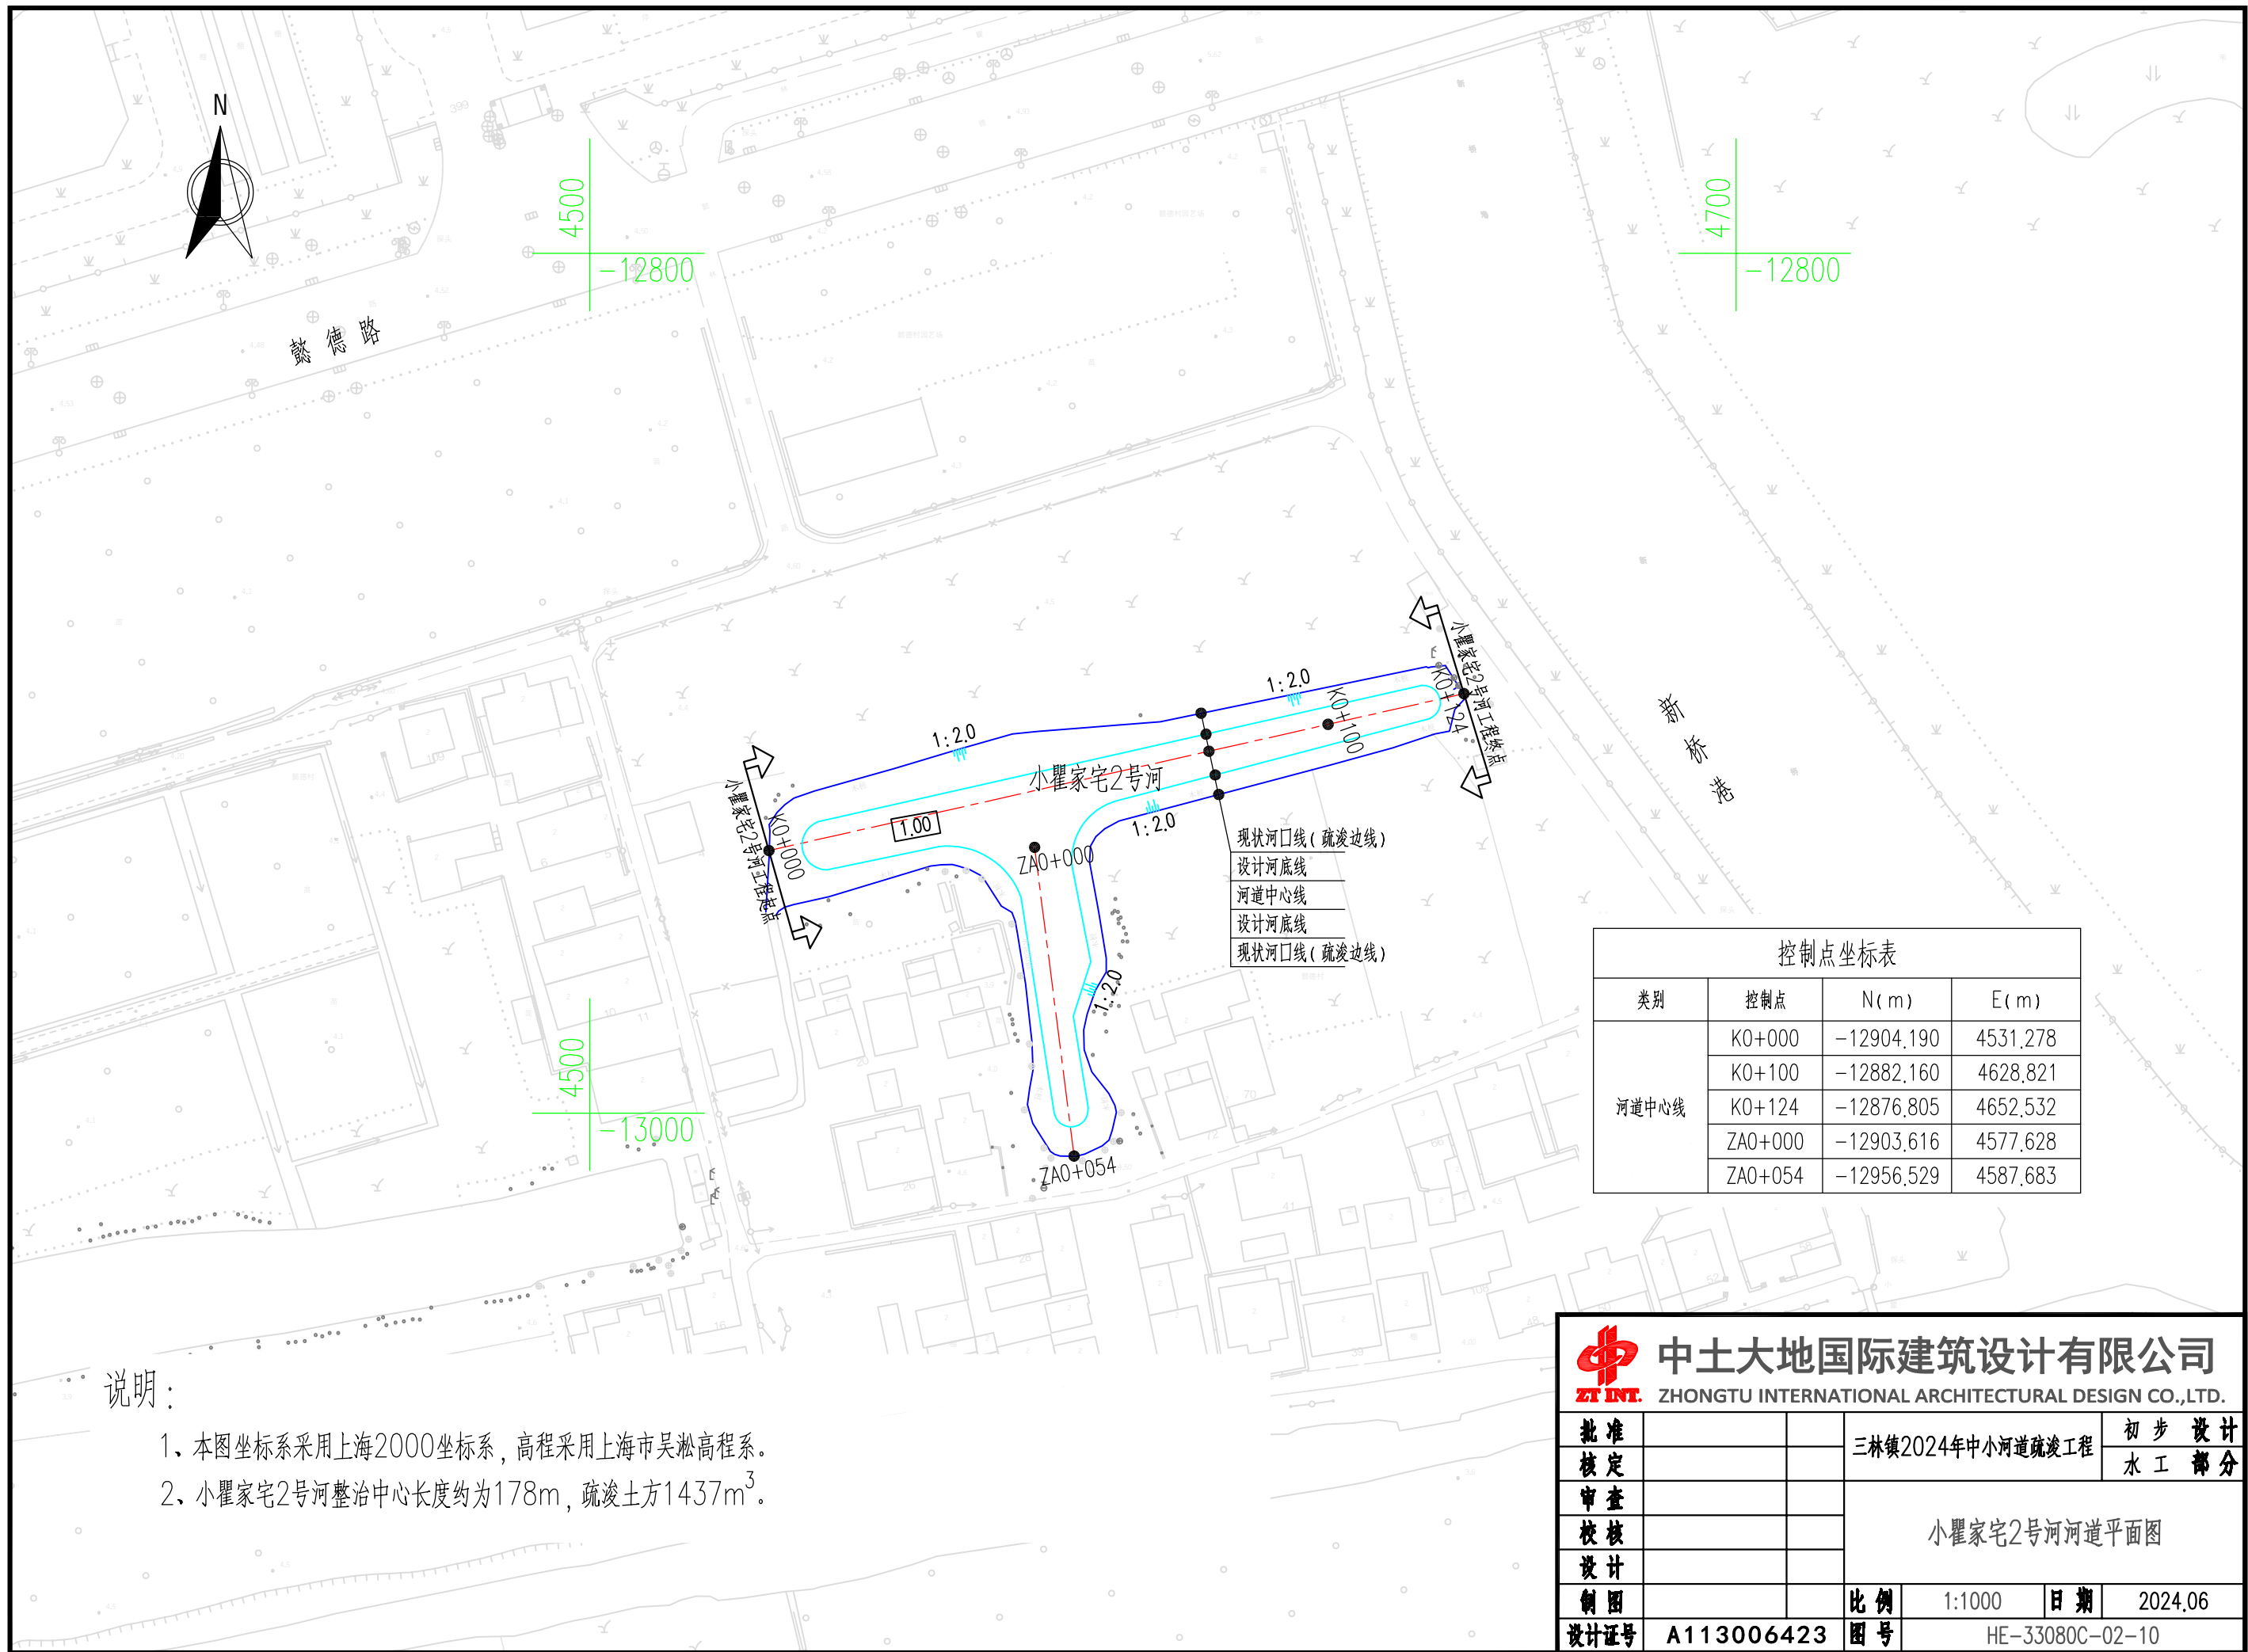 N
4500
-12800
4700
-12800
懿德路
小瞿家宅2号河工程终点
K0+124
K0+100
1:2.0
1:2.0
小瞿家宅2号河
1.00
小瞿家宅2号河工程起点
K0+000
1:2.0
ZA0+000
1:2.0
ZA0+054
新桥港
现状河口线(疏浚边线)
设计河底线
河道中心线
设计河底线
现状河口线(疏浚边线)
4500
-13000
控制点坐标表
类别 控制点 N(m) E(m)
河道中心线
K0+000 -12904.190 4531.278
K0+100 -12882.160 4628.821
K0+124 -12876.805 4652.532
ZA0+000 -12903.616 4577.628
ZA0+054 -12956.529 4587.683
说明:
1、本图坐标系采用上海2000坐标系,高程采用上海市吴淞高程系。
2、小瞿家宅2号河整治中心长度约为178m,疏浚土方1437m³。
ZT INT.
中土大地国际建筑设计有限公司
ZHONGTU INTERNATIONAL ARCHITECTURAL DESIGN CO.,LTD.
批准
核定
审查
校核
设计
制图
设计证号 A113006423
三林镇2024年中小河道疏浚工程
初步 设计
水工 部分
小瞿家宅2号河河道平面图
比例 1:1000 日期 2024.06
图号 HE-33080C-02-10